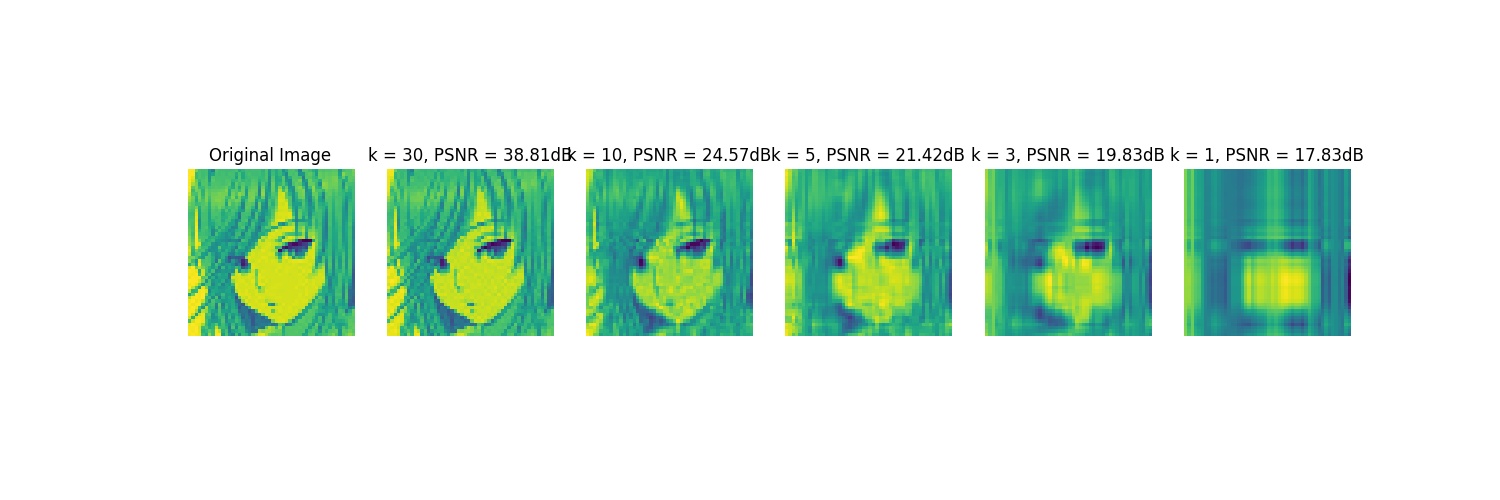 Original Image
k = 30, PSNR = 38.81dB
k = 10, PSNR = 24.57dB
k = 5, PSNR = 21.42dB
k = 3, PSNR = 19.83dB
k = 1, PSNR = 17.83dB